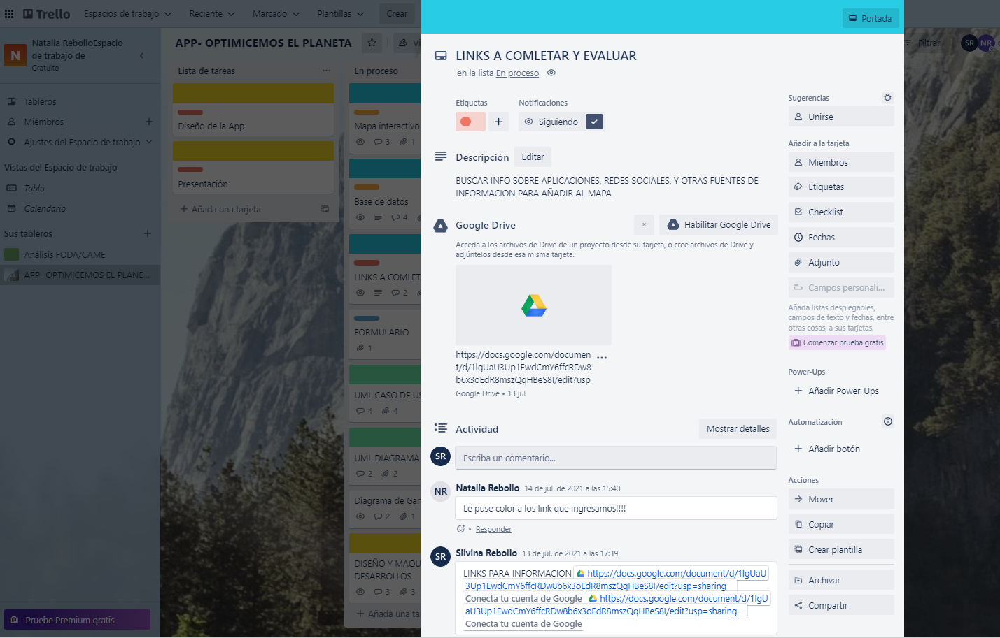 Trello
Espacios de trabajo
Reciente
Marcado
Plantillas
Crear
Natalia RebolloEspacio
de trabajo de
Gratuito
N
Tableros
Miembros
Ajustes del Espacio de trabajo
Vistas del Espacio de trabajo
Tabla
Calendario
Sus tableros
Análisis FODA/CAME
APP- OPTIMICEMOS EL PLANE...
Pruebe Premium gratis
APP- OPTIMICEMOS EL PLANETA
Filtrar
SR
NR
Lista de tareas
Diseño de la App
Presentación
+ Añada una tarjeta
En proceso
Mapa interactivo
3
1
Base de datos
4
LINKS A COMLET
2
FORMULARIO
1
UML CASO DE US
4
4
UML DIAGRAMA
2
2
Diagrama de Gan
2
1
DISEÑO Y MAQU
DESARROLLOS
3
3
+ Añada una ta
Portada
LINKS A COMLETAR Y EVALUAR
en la lista En proceso
Etiquetas
Notificaciones
+
Siguiendo
Descripción
Editar
BUSCAR INFO SOBRE APLICACIONES, REDES SOCIALES, Y OTRAS FUENTES DE
INFORMACION PARA AÑADIR AL MAPA
Google Drive
×
Habilitar Google Drive
Acceda a los archivos de Drive de un proyecto desde su tarjeta, o cree archivos de Drive y
adjúntelos desde esa misma tarjeta.
https://docs.google.com/documen
t/d/1lgUaU3Up1EwdCmY6ffcRDw8
b6x3oEdR8mszQqHBeS8I/edit?usp
Google Drive • 13 jul
Actividad
Mostrar detalles
SR
Escriba un comentario...
NR
Natalia Rebollo 14 de jul. de 2021 a las 15:40
Le puse color a los link que ingresamos!!!!
• Responder
SR
Silvina Rebollo 13 de jul. de 2021 a las 17:39
LINKS PARA INFORMACION https://docs.google.com/document/d/1lgUaU
3Up1EwdCmY6ffcRDw8b6x3oEdR8mszQqHBeS8I/edit?usp=sharing -
Conecta tu cuenta de Google https://docs.google.com/document/d/1lgU
aU3Up1EwdCmY6ffcRDw8b6x3oEdR8mszQqHBeS8I/edit?usp=sharing -
Conecta tu cuenta de Google
Sugerencias
Unirse
Añadir a la tarjeta
Miembros
Etiquetas
Checklist
Fechas
Adjunto
Campos personali...
Añada listas desplegables,
campos de texto y fechas, entre
otras cosas, a sus tarjetas.
Comenzar prueba gratis
Power-Ups
+ Añadir Power-Ups
Automatización
+ Añadir botón
Acciones
Mover
Copiar
Crear plantilla
Archivar
Compartir